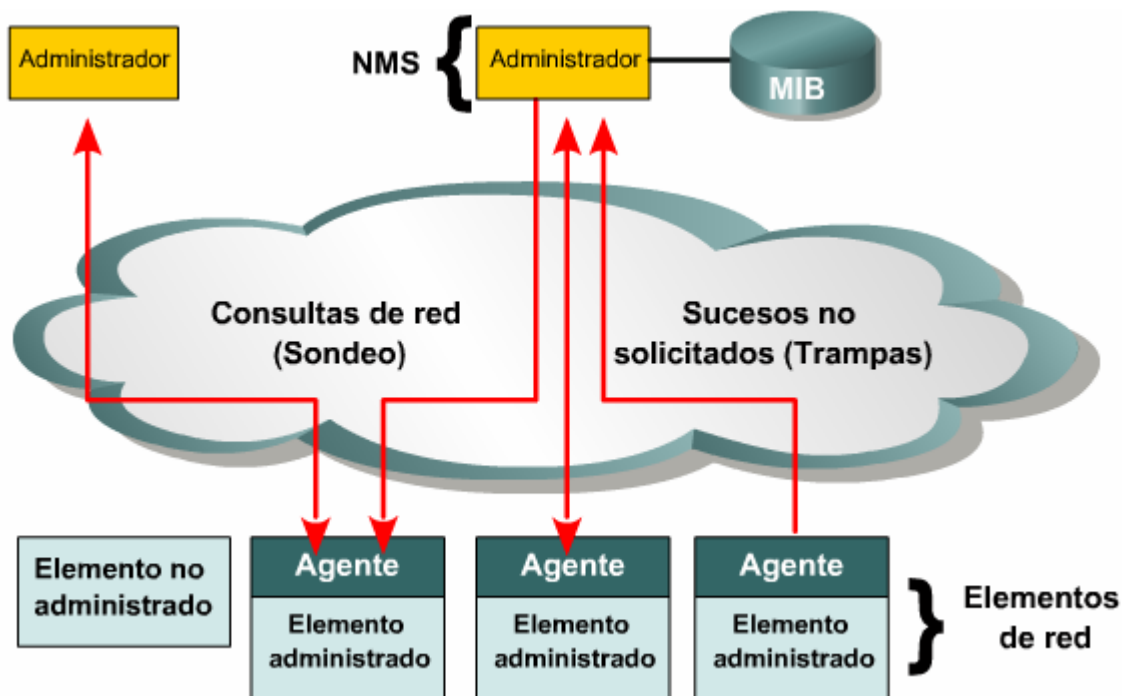 Administrador
NMS
Administrador
MIB
Consultas de red
(Sondeo)
Sucesos no
solicitados (Trampas)
Elemento no
administrado
Agente
Elemento
administrado
Agente
Elemento
administrado
Agente
Elemento
administrado
Elementos
de red